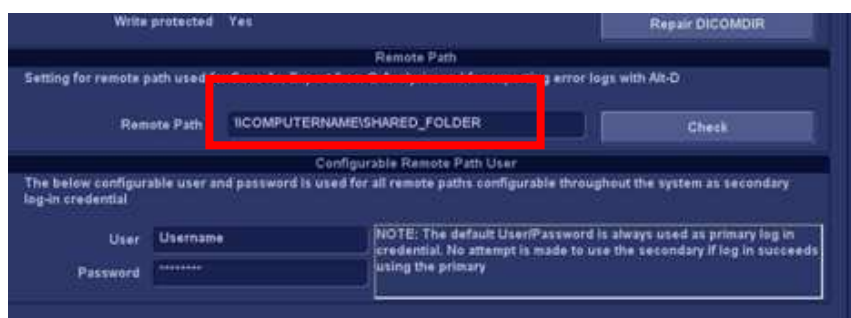 Write protected Yes
Repair DICOMDIR
Remote Path
Setting for remote path used error logs with Alt-D
Remote Path \\COMPUTERNAME\SHARED_FOLDER
Check
Configurable Remote Path User
The below configurable user and password is used for all remote paths configurable throughout the system as secondary
log-in credential
User Username
Password ********
NOTE: The default User/Password is always used as primary log in
credential. No attempt is made to use the secondary if log in succeeds
using the primary